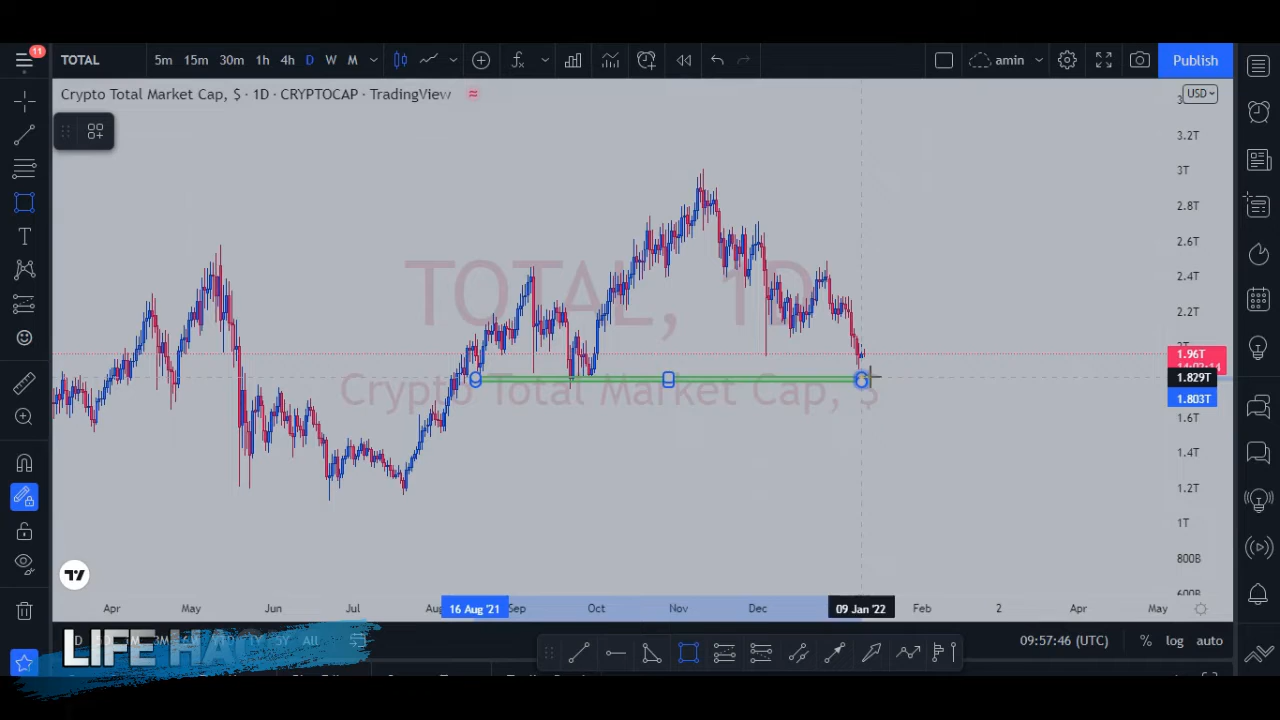 11
TOTAL 5m 15m 30m 1h 4h D W M amin Publish
Crypto Total Market Cap, $ · 1D · CRYPTOCAP · TradingView
USD
3.2T
3T
2.8T
2.6T
2.4T
2.2T
TOTAL, 1D
Crypto Total Market Cap, $
1.96T
1.829T
1.803T
1.6T
1.4T
1.2T
1T
800B
Apr May Jun Jul 16 Aug '21 Sep Oct Nov Dec 09 Jan '22 Feb 2 Apr May
LIFE
ALL
09:57:46 (UTC) % log auto